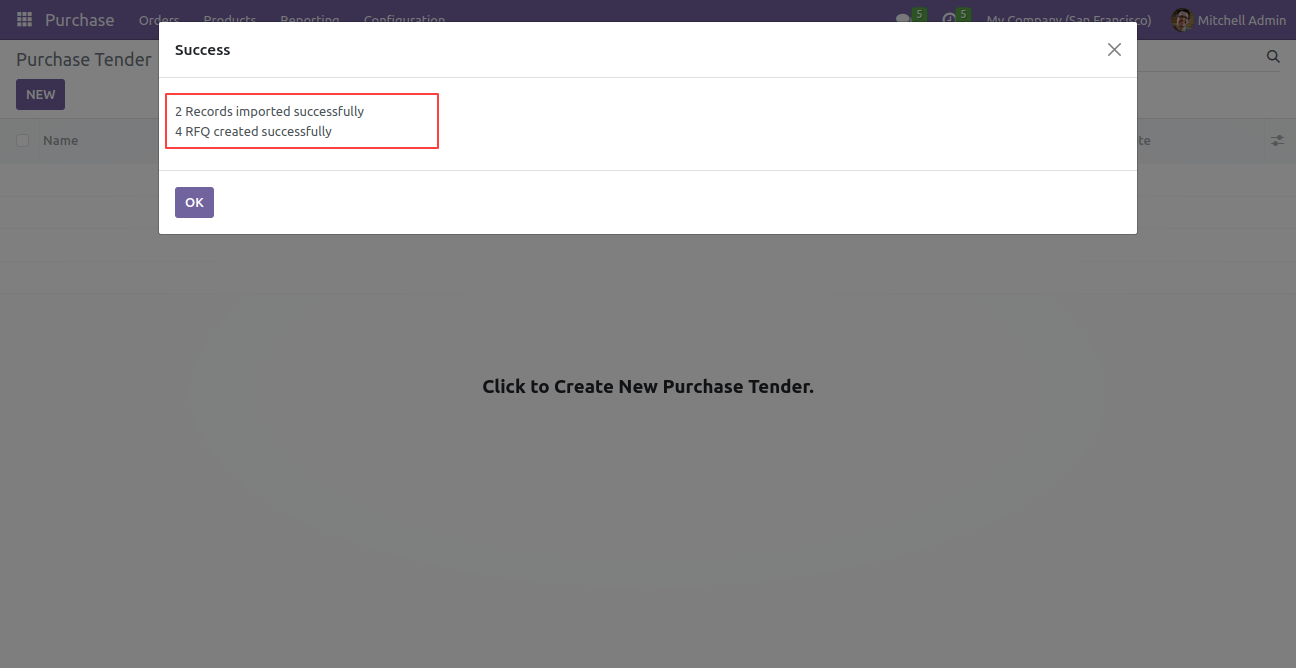 Purchase Orders Products Reporting Configuration 5 5 My Company (San Francisco) Mitchell Admin
Purchase Tender
NEW
Success
2 Records imported successfully
4 RFQ created successfully
OK
Name
Click to Create New Purchase Tender.